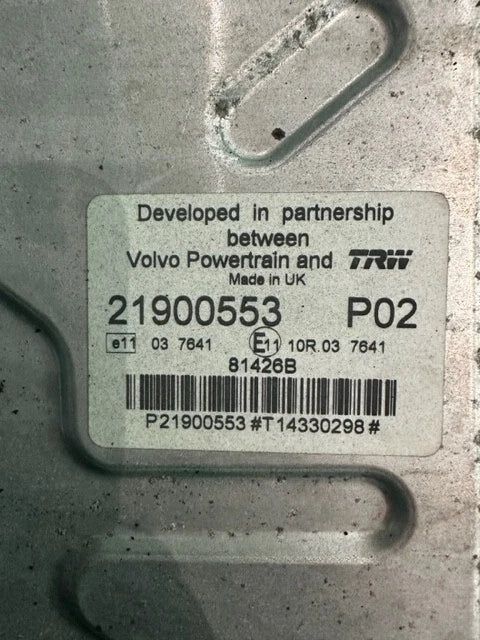 Developed in partnership
between
Volvo Powertrain and TRW
Made in UK
21900553 P02
e11 03 7641 E11 10R.03 7641
81426B
P21900553#T14330298#